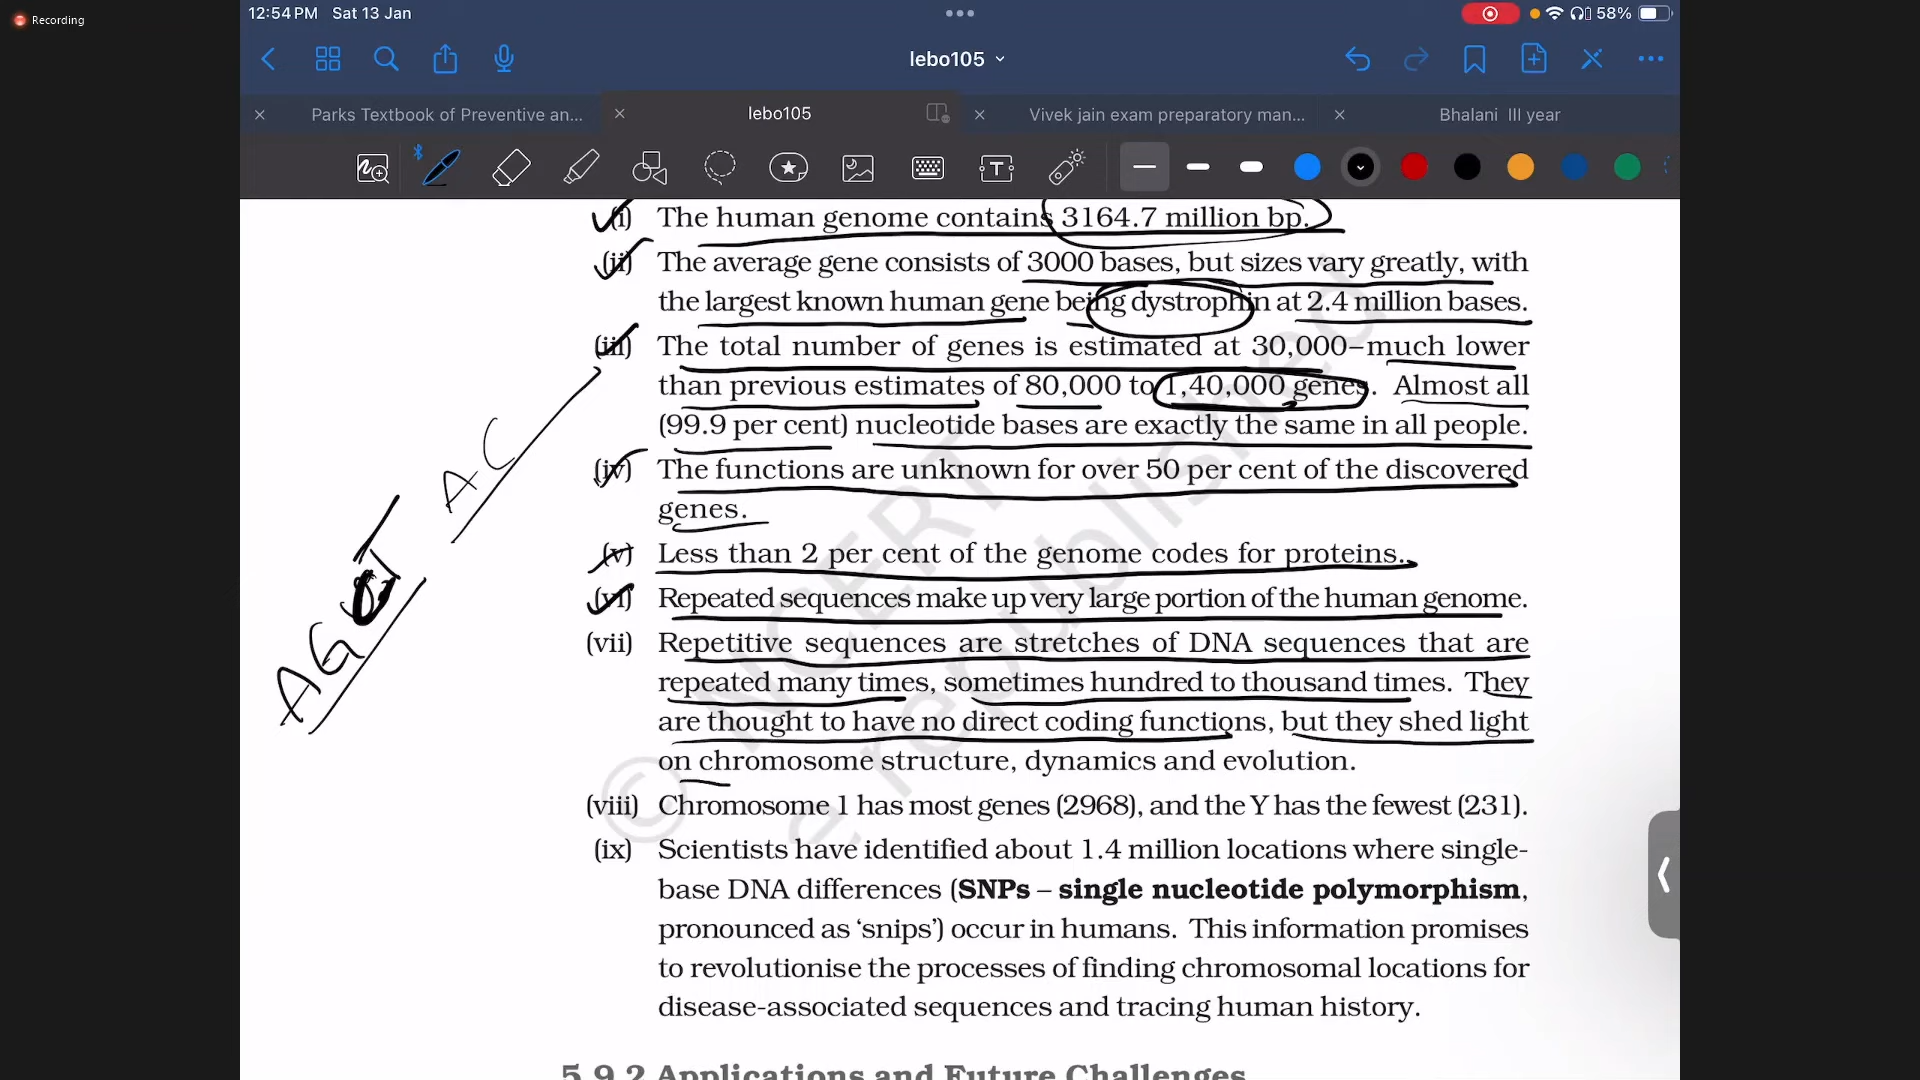 Recording
12:54 PM Sat 13 Jan
58%
lebo105
Parks Textbook of Preventive an...
lebo105
Vivek jain exam preparatory man...
Bhalani III year
(i) The human genome contains 3164.7 million bp.
(ii) The average gene consists of 3000 bases, but sizes vary greatly, with
the largest known human gene being dystrophin at 2.4 million bases.
(iii) The total number of genes is estimated at 30,000–much lower
than previous estimates of 80,000 to 1,40,000 genes. Almost all
(99.9 per cent) nucleotide bases are exactly the same in all people.
AC
(iv) The functions are unknown for over 50 per cent of the discovered
genes.
(v) Less than 2 per cent of the genome codes for proteins.
(vi) Repeated sequences make up very large portion of the human genome.
(vii) Repetitive sequences are stretches of DNA sequences that are
repeated many times, sometimes hundred to thousand times. They
are thought to have no direct coding functions, but they shed light
on chromosome structure, dynamics and evolution.
(viii) Chromosome 1 has most genes (2968), and the Y has the fewest (231).
(ix) Scientists have identified about 1.4 million locations where single-
base DNA differences (SNPs – single nucleotide polymorphism,
pronounced as ‘snips’) occur in humans. This information promises
to revolutionise the processes of finding chromosomal locations for
disease-associated sequences and tracing human history.
5.9.2 Applications and Future Challenges
© NCERT
e republished